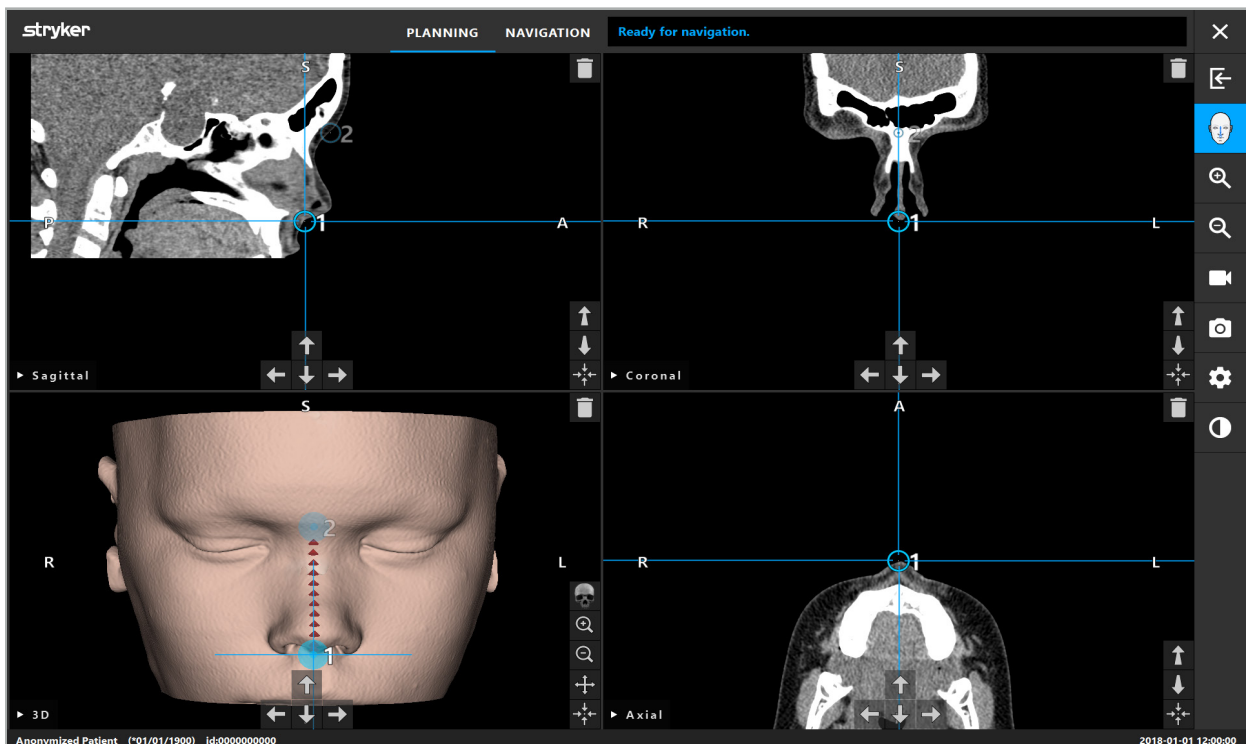 stryker
PLANNING NAVIGATION Ready for navigation.
S
2
P
1
A
Sagittal
S
2
R
1
L
Coronal
S
2
R
L
1
3D
A
R
1
L
Axial
Anonymized Patient (*01/01/1900) id:0000000000
2018-01-01 12:00:00